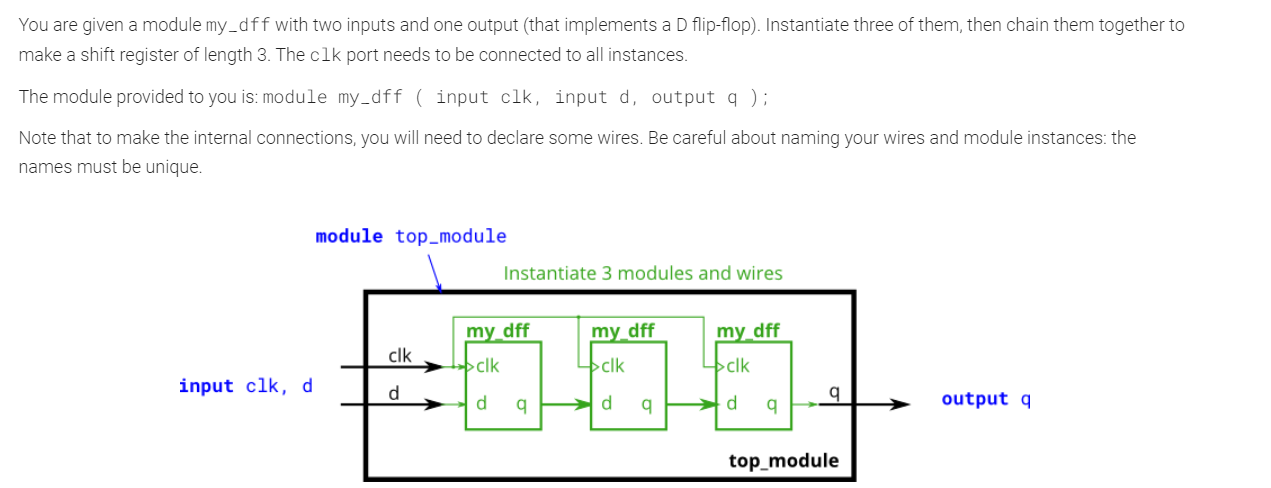 You are given a module my_dff with two inputs and one output (that implements a D flip-flop). Instantiate three of them, then chain them together to
make a shift register of length 3. The clk port needs to be connected to all instances.
The module provided to you is: module my_dff ( input clk, input d, output q );
Note that to make the internal connections, you will need to declare some wires. Be careful about naming your wires and module instances: the
names must be unique.
module top_module
Instantiate 3 modules and wires
my_dff my_dff my_dff
clk clk clk clk
input clk, d
d d q d q d q q
output q
top_module